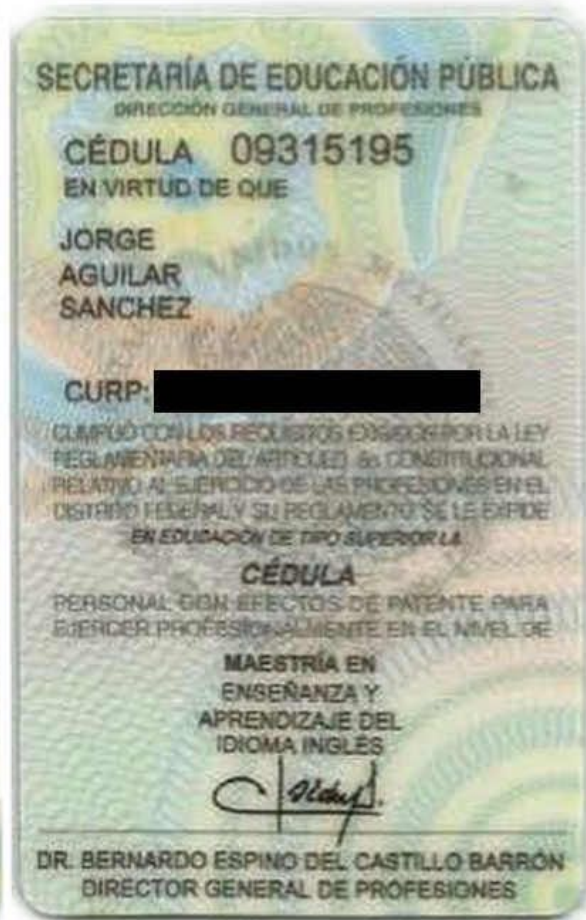 SECRETARÍA DE EDUCACIÓN PÚBLICA
DIRECCIÓN GENERAL DE PROFESIONES
CÉDULA 09315195
EN VIRTUD DE QUE
JORGE
AGUILAR
SANCHEZ
CURP:
CUMPLIÓ CON LOS REQUISITOS EXIGIDOS POR LA LEY
REGLAMENTARIA DEL ARTÍCULO 5o. CONSTITUCIONAL
RELATIVO AL EJERCICIO DE LAS PROFESIONES EN EL
DISTRITO FEDERAL Y SU REGLAMENTO SE LE EXPIDE
EN EDUCACIÓN DE TIPO SUPERIOR LA
CÉDULA
PERSONAL CON EFECTOS DE PATENTE PARA
EJERCER PROFESIONALMENTE EN EL NIVEL DE
MAESTRÍA EN
ENSEÑANZA Y
APRENDIZAJE DEL
IDIOMA INGLÉS
DR. BERNARDO ESPINO DEL CASTILLO BARRÓN
DIRECTOR GENERAL DE PROFESIONES